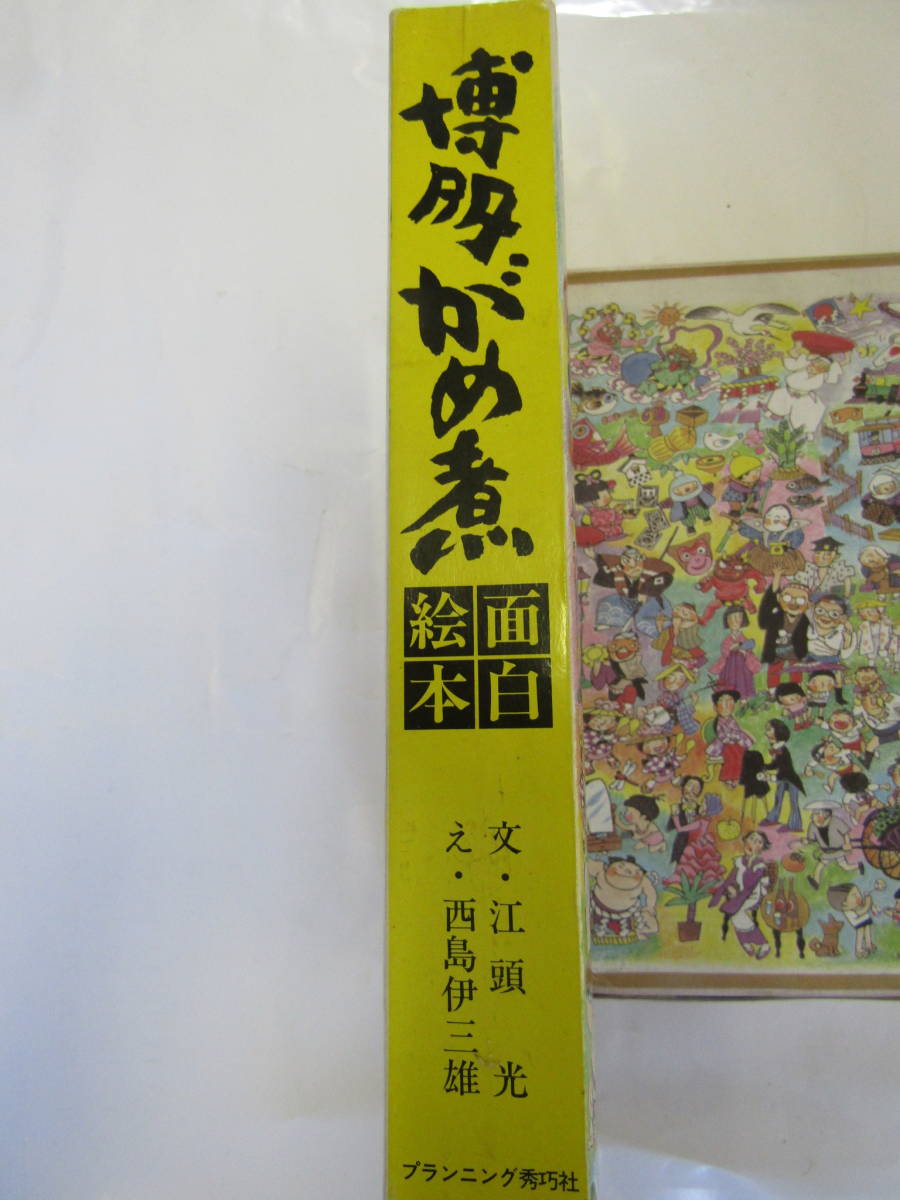 博多がめ煮
面白
絵本
文・江頭光
え・西島伊三雄
プランニング秀巧社